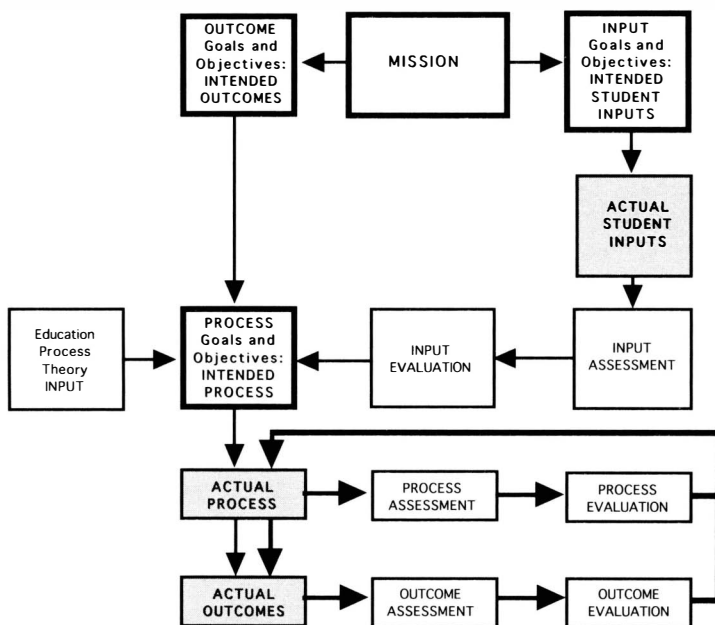 OUTCOME
Goals and
Objectives:
INTENDED
OUTCOMES
MISSION
INPUT
Goals and
Objectives:
INTENDED
STUDENT
INPUTS
ACTUAL
STUDENT
INPUTS
Education
Process
Theory
INPUT
PROCESS
Goals and
Objectives:
INTENDED
PROCESS
INPUT
EVALUATION
INPUT
ASSESSMENT
ACTUAL
PROCESS
PROCESS
ASSESSMENT
PROCESS
EVALUATION
ACTUAL
OUTCOMES
OUTCOME
ASSESSMENT
OUTCOME
EVALUATION